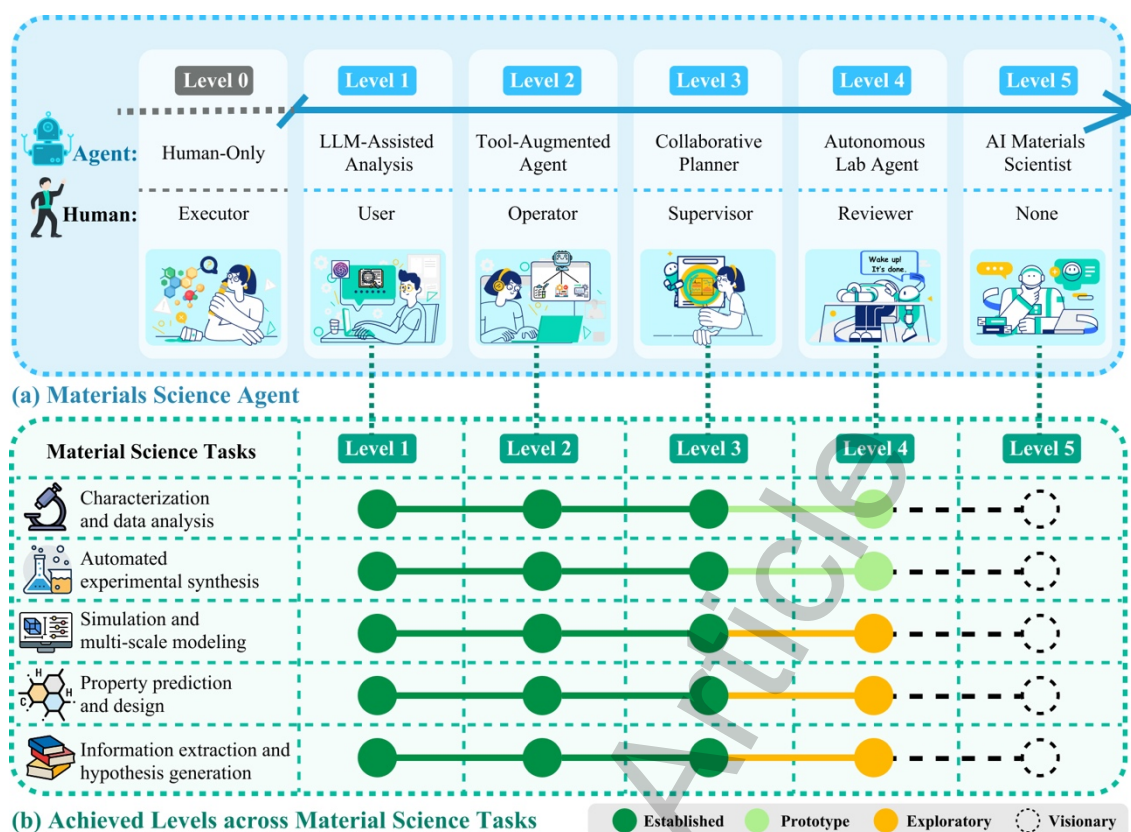 Level 0
Level 1
Level 2
Level 3
Level 4
Level 5
Agent:
Human-Only
LLM-Assisted
Analysis
Tool-Augmented
Agent
Collaborative
Planner
Autonomous
Lab Agent
AI Materials
Scientist
Human:
Executor
User
Operator
Supervisor
Reviewer
None
Wake up!
It's done.
(a) Materials Science Agent
Material Science Tasks
Level 1
Level 2
Level 3
Level 4
Level 5
Characterization
and data analysis
Automated
experimental synthesis
Simulation and
multi-scale modeling
H
C
H
Property prediction
and design
Information extraction and
hypothesis generation
Article
(b) Achieved Levels across Material Science Tasks
Established
Prototype
Exploratory
Visionary